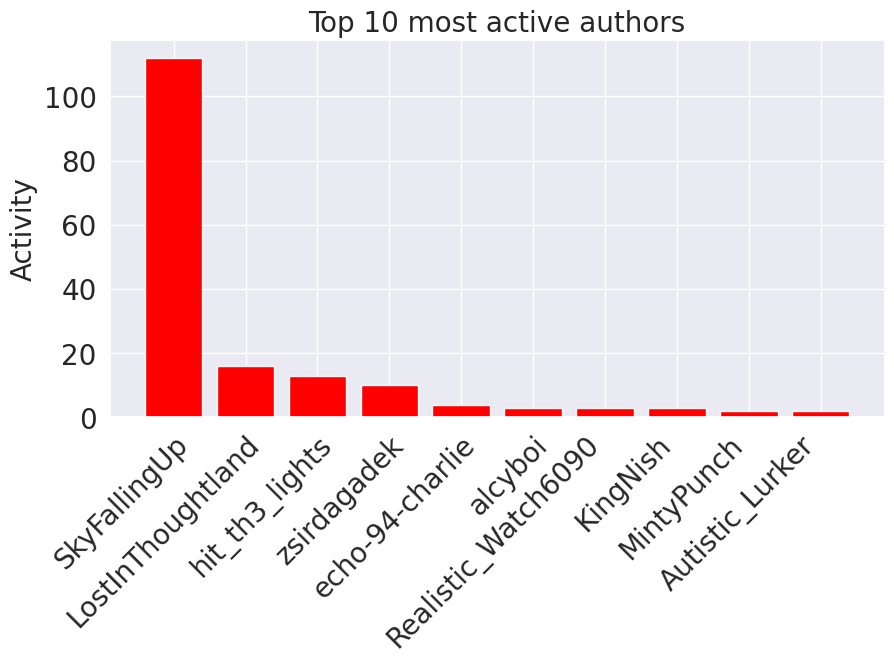 Top 10 most active authors
Activity
100
80
60
40
20
0
SkyFallingUp
LostInThoughtland
hit_th3_lights
zsirdagadek
echo-94-charlie
alcyboi
Realistic_Watch6090
KingNish
MintyPunch
Autistic_Lurker